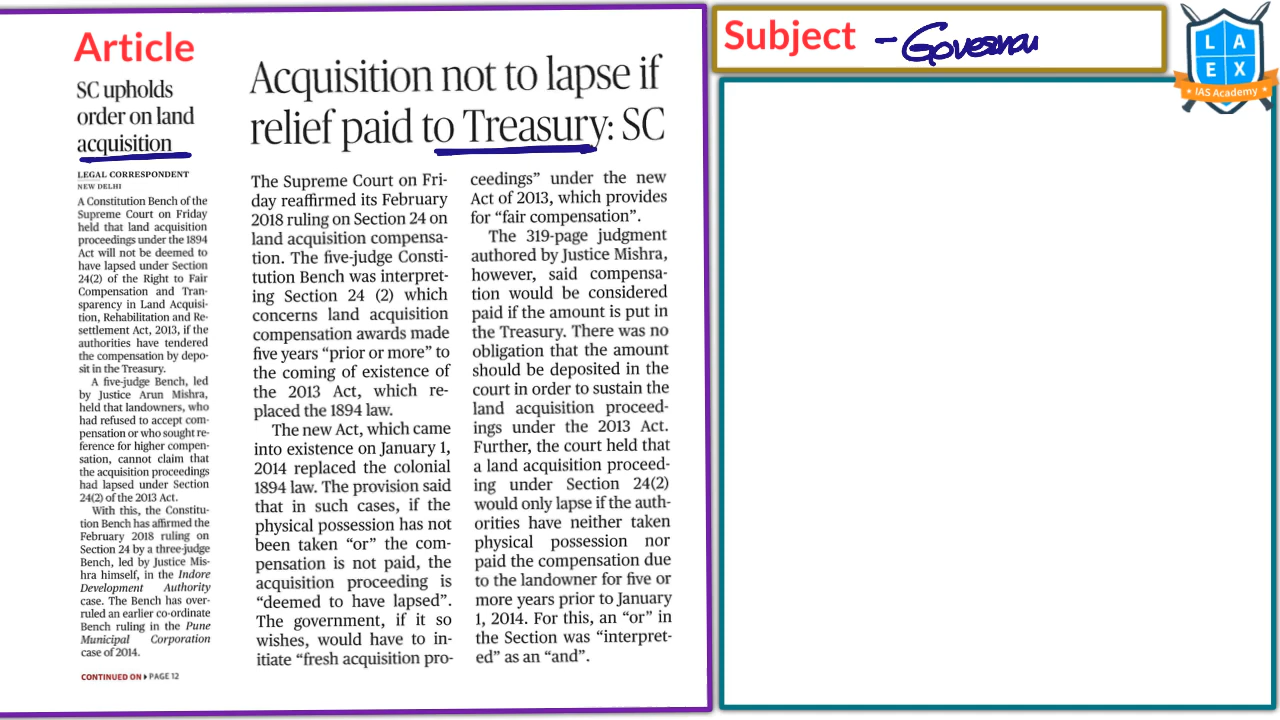 Article
SC upholds
order on land
acquisition
LEGAL CORRESPONDENT
NEW DELHI
A Constitution Bench of the
Supreme Court on Friday
held that land acquisition
proceedings under the 1894
Act will not be deemed to
have lapsed under Section
24(2) of the Right to Fair
Compensation and Tran-
sparency in Land Acquisi-
tion, Rehabilitation and Re-
settlement Act, 2013, if the
authorities have tendered
the compensation by depo-
sit in the Treasury.
A five-judge Bench, led
by Justice Arun Mishra,
held that landowners, who
had refused to accept com-
pensation or who sought re-
ference for higher compen-
sation, cannot claim that
the acquisition proceedings
had lapsed under Section
24(2) of the 2013 Act.
With this, the Constitu-
tion Bench has affirmed the
February 2018 ruling on
Section 24 by a three-judge
Bench, led by Justice Mis-
hra himself, in the Indore
Development Authority
case. The Bench has over-
ruled an earlier co-ordinate
Bench ruling in the Pune
Municipal Corporation
case of 2014.
CONTINUED ON PAGE 12
Acquisition not to lapse if
relief paid to Treasury: SC
The Supreme Court on Fri-
day reaffirmed its February
2018 ruling on Section 24 on
land acquisition compensa-
tion. The five-judge Consti-
tution Bench was interpret-
ing Section 24 (2) which
concerns land acquisition
compensation awards made
five years “prior or more” to
the coming of existence of
the 2013 Act, which re-
placed the 1894 law.
The new Act, which came
into existence on January 1,
2014 replaced the colonial
1894 law. The provision said
that in such cases, if the
physical possession has not
been taken “or” the com-
pensation is not paid, the
acquisition proceeding is
“deemed to have lapsed”.
The government, if it so
wishes, would have to in-
itiate “fresh acquisition pro-
ceedings” under the new
Act of 2013, which provides
for “fair compensation”.
The 319-page judgment
authored by Justice Mishra,
however, said compensa-
tion would be considered
paid if the amount is put in
the Treasury. There was no
obligation that the amount
should be deposited in the
court in order to sustain the
land acquisition proceed-
ings under the 2013 Act.
Further, the court held that
a land acquisition proceed-
ing under Section 24(2)
would only lapse if the auth-
orities have neither taken
physical possession nor
paid the compensation due
to the landowner for five or
more years prior to January
1, 2014. For this, an “or” in
the Section was “interpret-
ed” as an “and”.
Subject -
L A
E X
IAS Academy